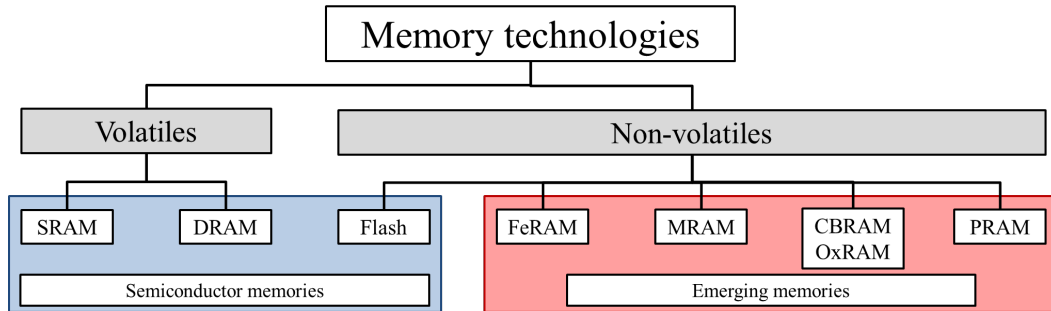 Memory technologies
Volatiles
Non-volatiles
SRAM
DRAM
Flash
FeRAM
MRAM
CBRAM
OxRAM
PRAM
Semiconductor memories
Emerging memories